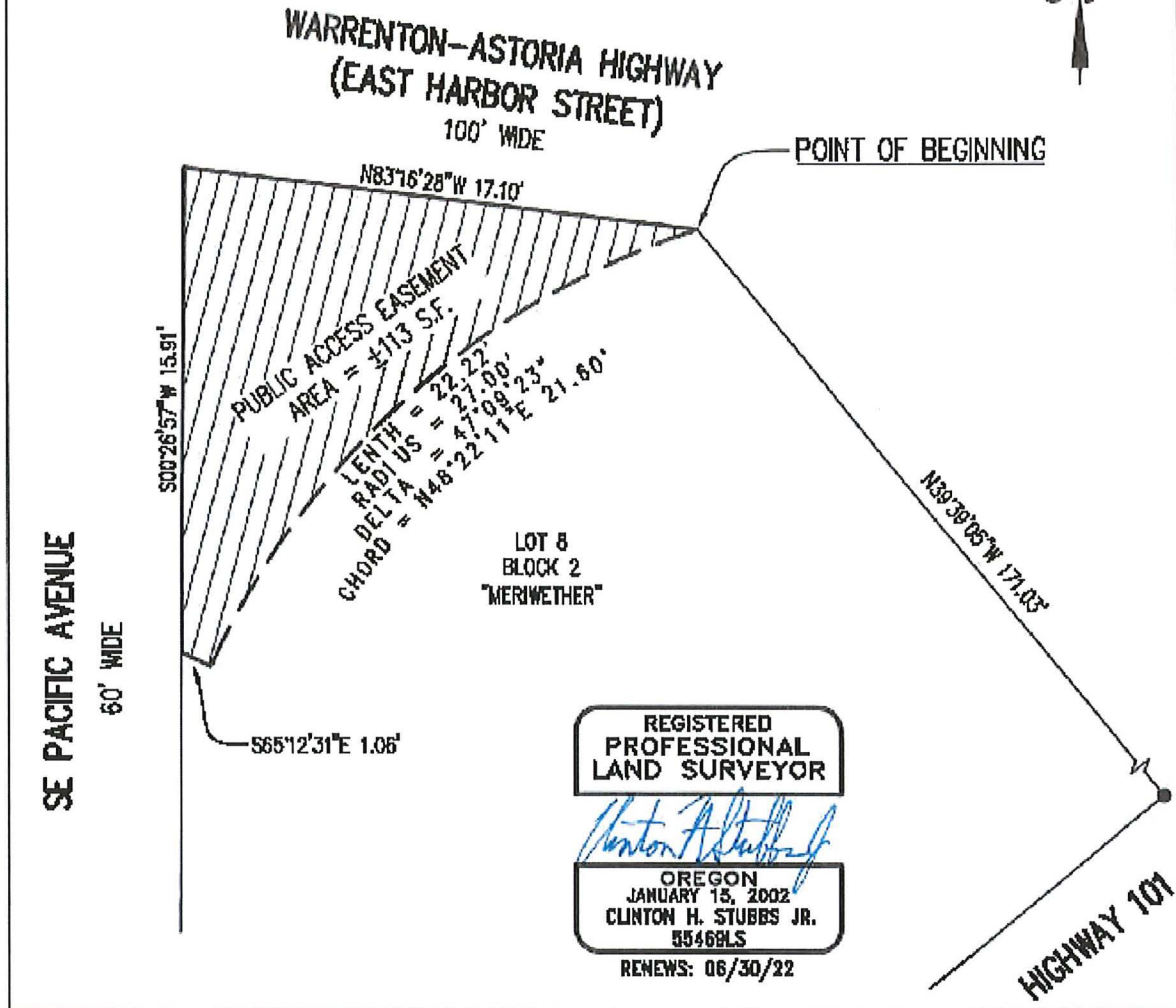 WARRENTON-ASTORIA HIGHWAY
(EAST HARBOR STREET)
100' WIDE
POINT OF BEGINNING
N83°16'28"W 17.10'
PUBLIC ACCESS EASEMENT
AREA = ±113 S.F.
S00°26'57"W 15.91'
LENTH = 22.22'
RADIUS = 27.00'
DELTA = 47°09'23"
CHORD = N48°22'11"E 21.60'
N39°39'05"W 171.03'
LOT 8
BLOCK 2
"MERIWETHER"
SE PACIFIC AVENUE
60' WIDE
S65°12'31"E 1.06'
REGISTERED
PROFESSIONAL
LAND SURVEYOR
Clinton H Stubbs Jr
OREGON
JANUARY 15, 2002
CLINTON H. STUBBS JR.
55469LS
RENEWS: 06/30/22
HIGHWAY 101